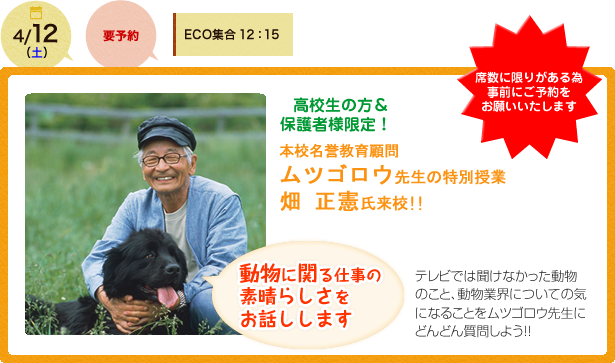 4/12
(土)
要予約
ECO集合 12:15
席数に限りがある為
事前にご予約を
お願いいたします
高校生の方&
保護者様限定!
本校名誉教育顧問
ムツゴロウ先生の特別授業
畑 正憲氏来校!!
動物に関る仕事の
素晴らしさを
お話しします
テレビでは聞けなかった動物
のこと、動物業界についての気
になることをムツゴロウ先生に
どんどん質問しよう!!